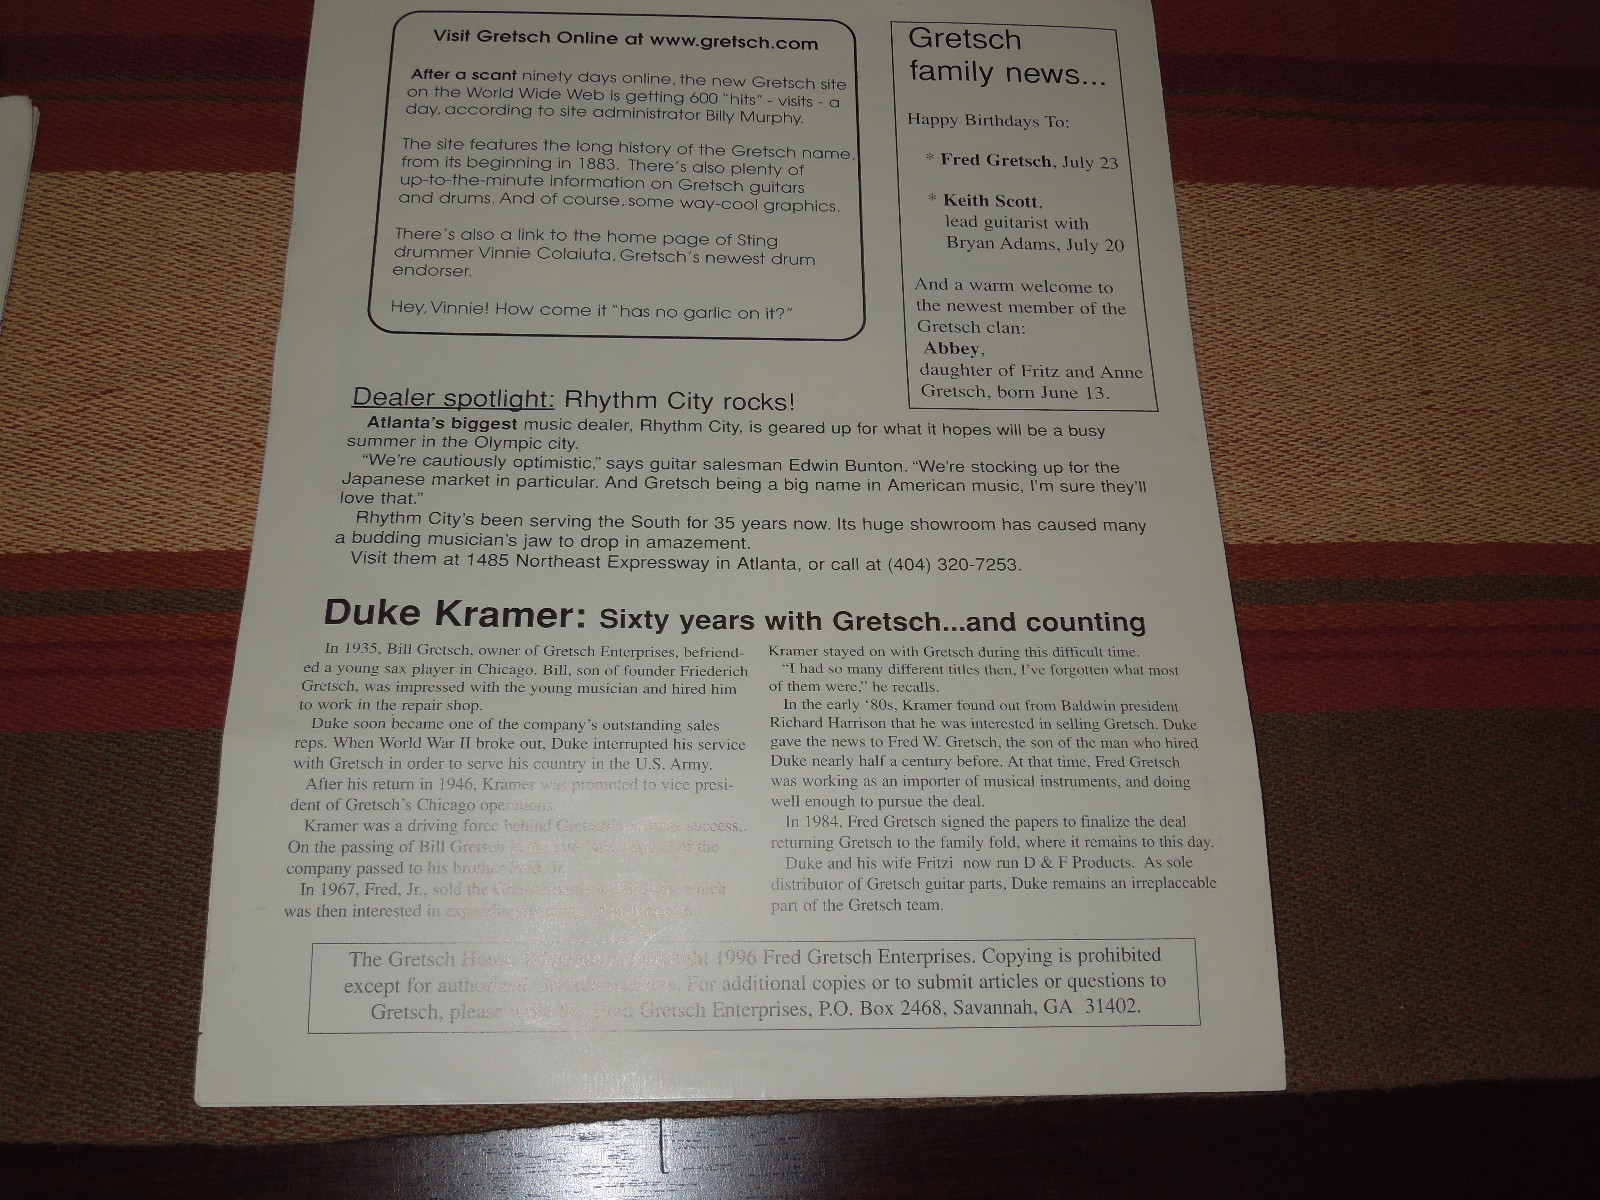 Visit Gretsch Online at www.gretsch.com
After a scant ninety days online, the new Gretsch site
on the World Wide Web is getting 600 "hits" - visits - a
day, according to site administrator Billy Murphy.
The site features the long history of the Gretsch name,
from its beginning in 1883. There's also plenty of
up-to-the-minute information on Gretsch guitars
and drums. And of course, some way-cool graphics.
There's also a link to the home page of Sting
drummer Vinnie Colaiuta, Gretsch's newest drum
endorser.
Hey, Vinnie! How come it "has no garlic on it?"
Gretsch
family news...
Happy Birthdays To:
* Fred Gretsch, July 23
* Keith Scott,
lead guitarist with
Bryan Adams, July 20
And a warm welcome to
the newest member of the
Gretsch clan:
Abbey,
daughter of Fritz and Anne
Gretsch, born June 13.
Dealer spotlight: Rhythm City rocks!
Atlanta's biggest music dealer, Rhythm City, is geared up for what it hopes will be a busy
summer in the Olympic city.
"We're cautiously optimistic," says guitar salesman Edwin Bunton. "We're stocking up for the
Japanese market in particular. And Gretsch being a big name in American music, I'm sure they'll
love that."
Rhythm City's been serving the South for 35 years now. Its huge showroom has caused many
a budding musician's jaw to drop in amazement.
Visit them at 1485 Northeast Expressway in Atlanta, or call at (404) 320-7253.
Duke Kramer: Sixty years with Gretsch...and counting
In 1935, Bill Gretsch, owner of Gretsch Enterprises, befriend-
ed a young sax player in Chicago. Bill, son of founder Friederich
Gretsch, was impressed with the young musician and hired him
to work in the repair shop.
Duke soon became one of the company's outstanding sales
reps. When World War II broke out, Duke interrupted his service
with Gretsch in order to serve his country in the U.S. Army.
After his return in 1946, Kramer was promoted to vice presi-
dent of Gretsch's Chicago operations.
Kramer was a driving force behind Gretsch's success..
On the passing of Bill Gretsch the
company passed to his brother Fred, Jr.
In 1967, Fred, Jr., sold the which
was then interested in expanding
Kramer stayed on with Gretsch during this difficult time.
"I had so many different titles then, I've forgotten what most
of them were," he recalls.
In the early '80s, Kramer found out from Baldwin president
Richard Harrison that he was interested in selling Gretsch. Duke
gave the news to Fred W. Gretsch, the son of the man who hired
Duke nearly half a century before. At that time, Fred Gretsch
was working as an importer of musical instruments, and doing
well enough to pursue the deal.
In 1984, Fred Gretsch signed the papers to finalize the deal
returning Gretsch to the family fold, where it remains to this day.
Duke and his wife Fritzi now run D & F Products. As sole
distributor of Gretsch guitar parts, Duke remains an irreplaceable
part of the Gretsch team.
The Gretsch 1996 Fred Gretsch Enterprises. Copying is prohibited
except for For additional copies or to submit articles or questions to
Gretsch, please Fred Gretsch Enterprises, P.O. Box 2468, Savannah, GA 31402.